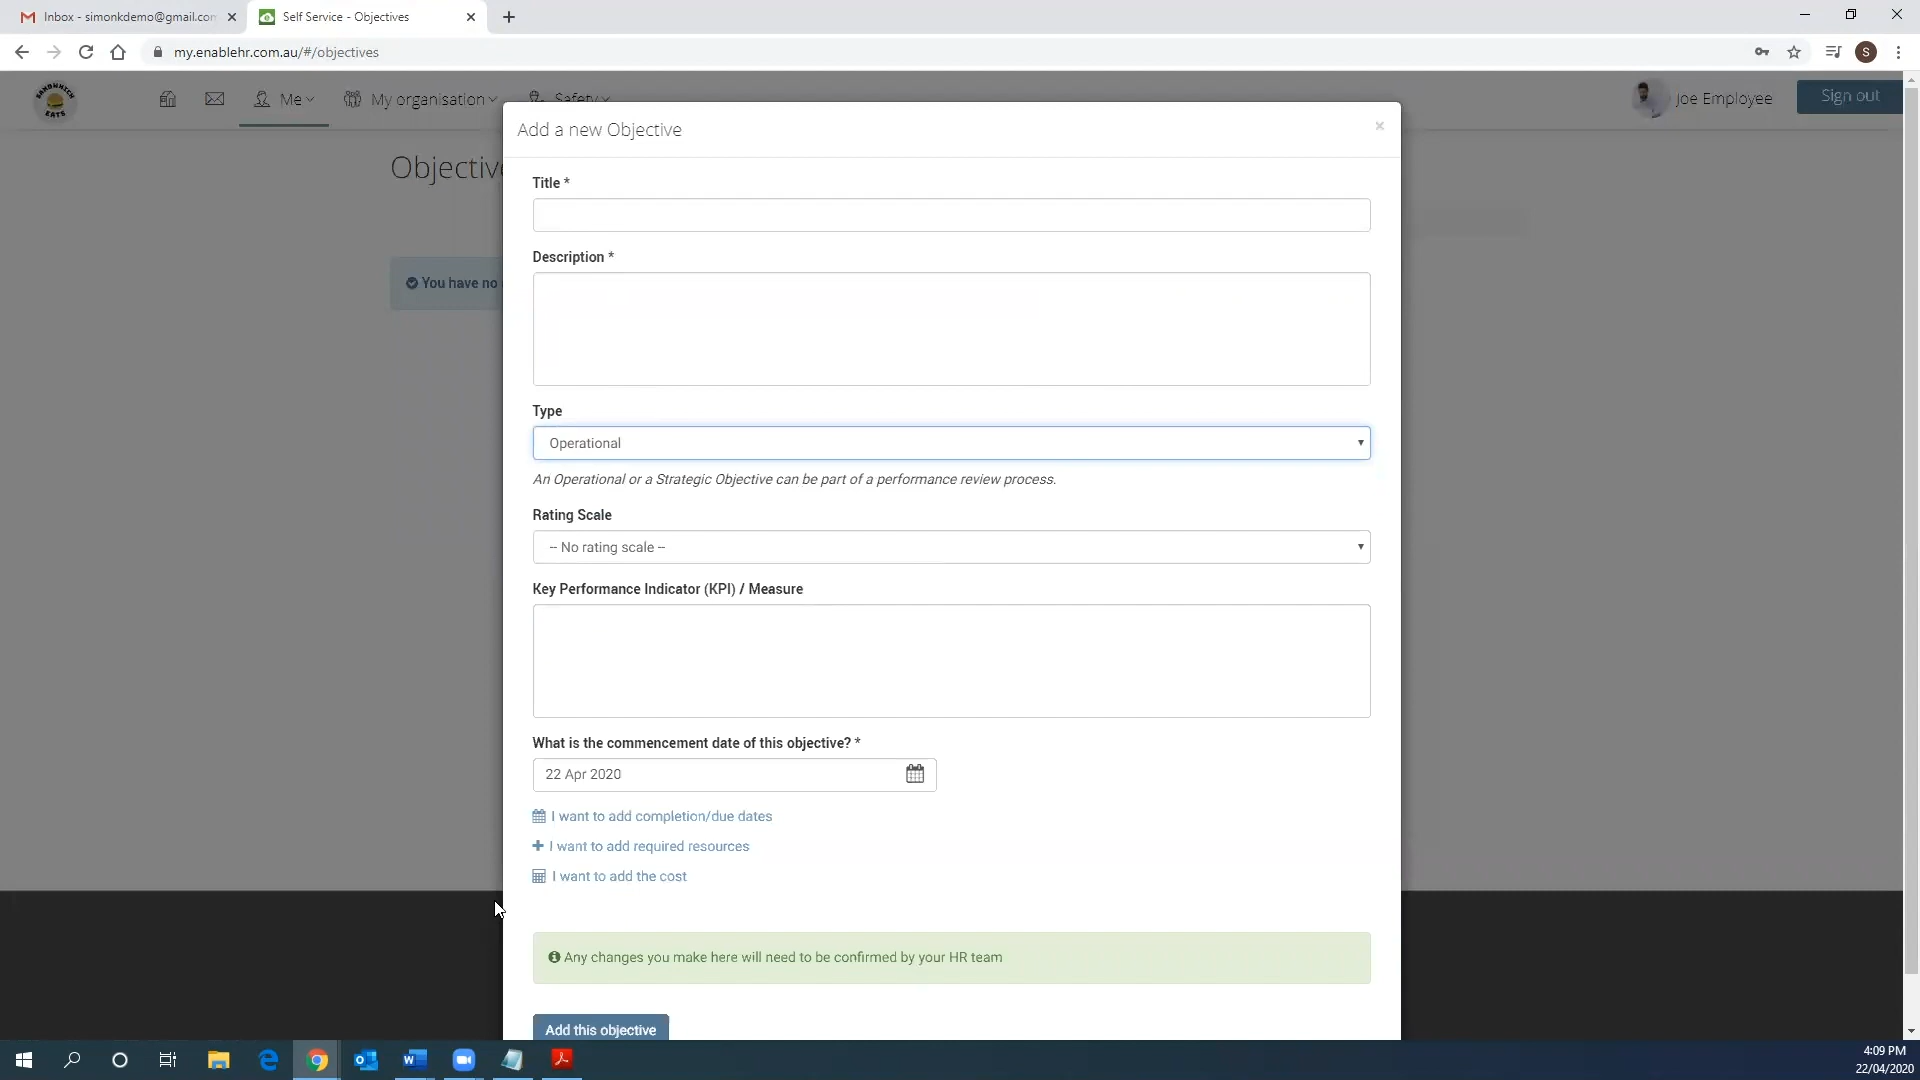 Inbox - simonkdemo@gmail.con
Self Service - Objectives
my.enablehr.com.au/#/objectives
S
SANDWHICH
EATS
Me
My organisation
Safety
Joe Employee
Sign out
Add a new Objective
×
Objectiv
Title *
Description *
You have no
Type
Operational
An Operational or a Strategic Objective can be part of a performance review process.
Rating Scale
-- No rating scale --
Key Performance Indicator (KPI) / Measure
What is the commencement date of this objective? *
22 Apr 2020
I want to add completion/due dates
I want to add required resources
I want to add the cost
Any changes you make here will need to be confirmed by your HR team
Add this objective
4:09 PM
22/04/2020